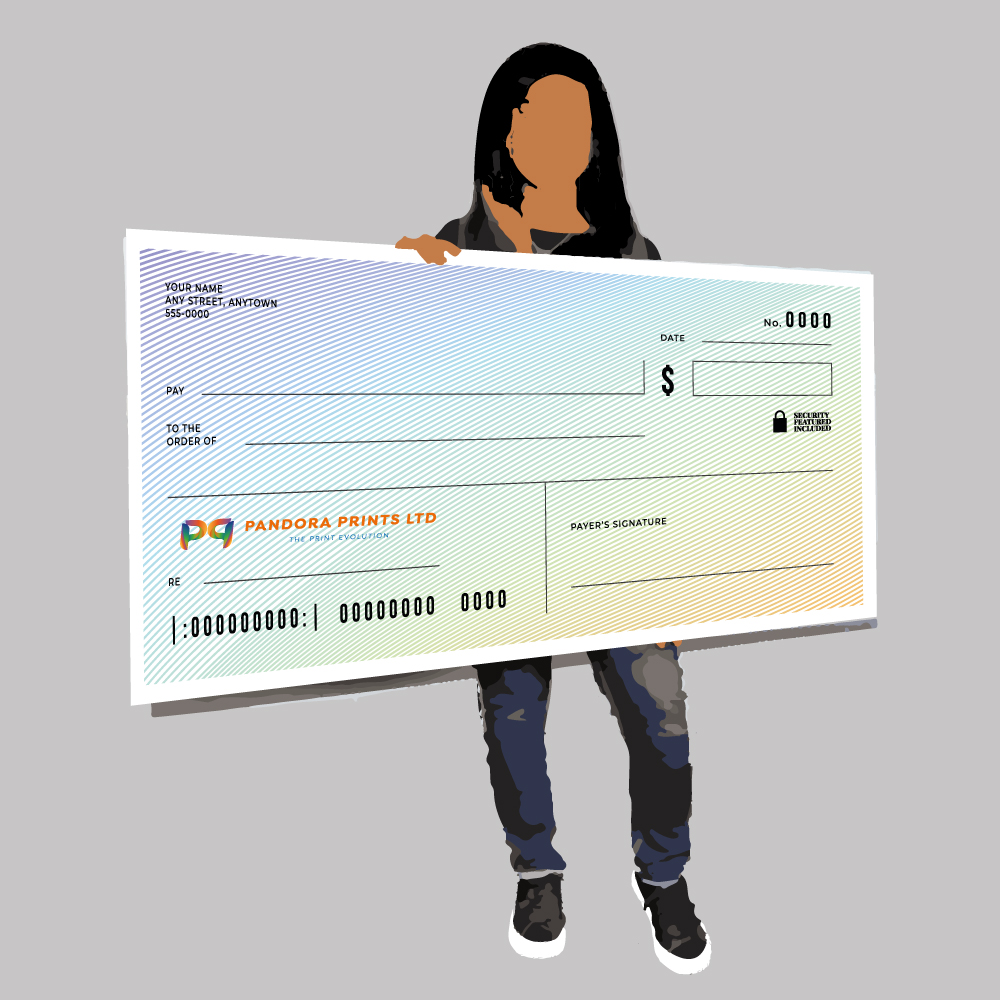 YOUR NAME
ANY STREET, ANYTOWN
555-0000
No. 0000
DATE
PAY
$
TO THE
ORDER OF
SECURITY
FEATURED
INCLUDED
PANDORA PRINTS LTD
THE PRINT EVOLUTION
PAYER'S SIGNATURE
RE
|:000000000:| 00000000 0000